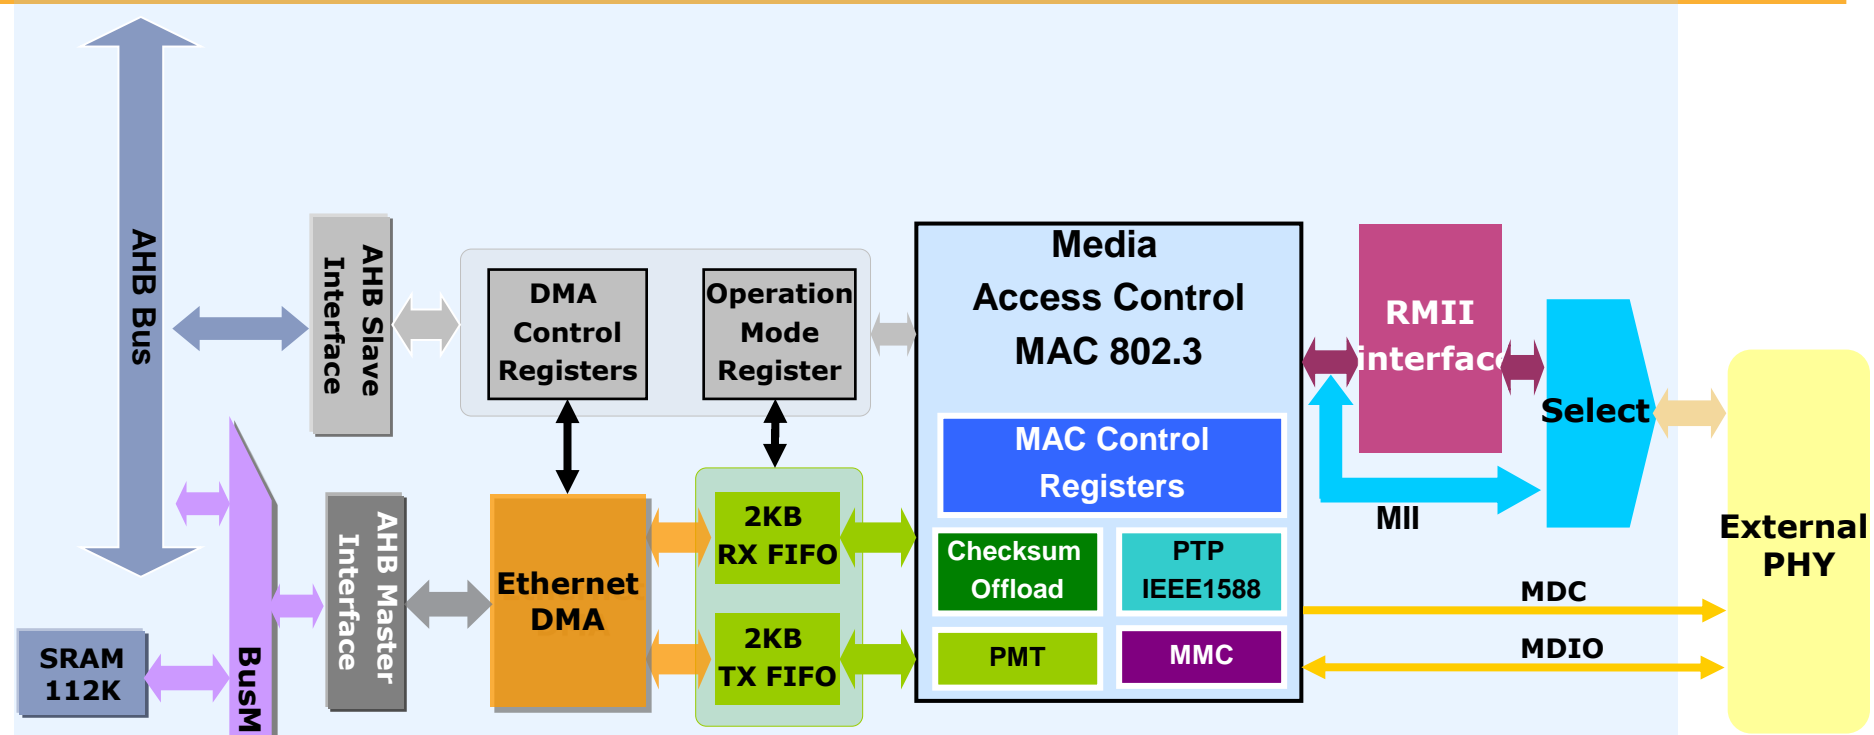 AHB Bus
AHB Slave
Interface
DMA
Control
Registers
Operation
Mode
Register
Media
Access Control
MAC 802.3
RMII
interface
Select
MAC Control
Registers
MII
External
PHY
2KB
RX FIFO
Checksum
Offload
PTP
IEEE1588
AHB Master
Interface
Ethernet
DMA
MDC
2KB
TX FIFO
PMT
MMC
MDIO
SRAM
112K
BusM